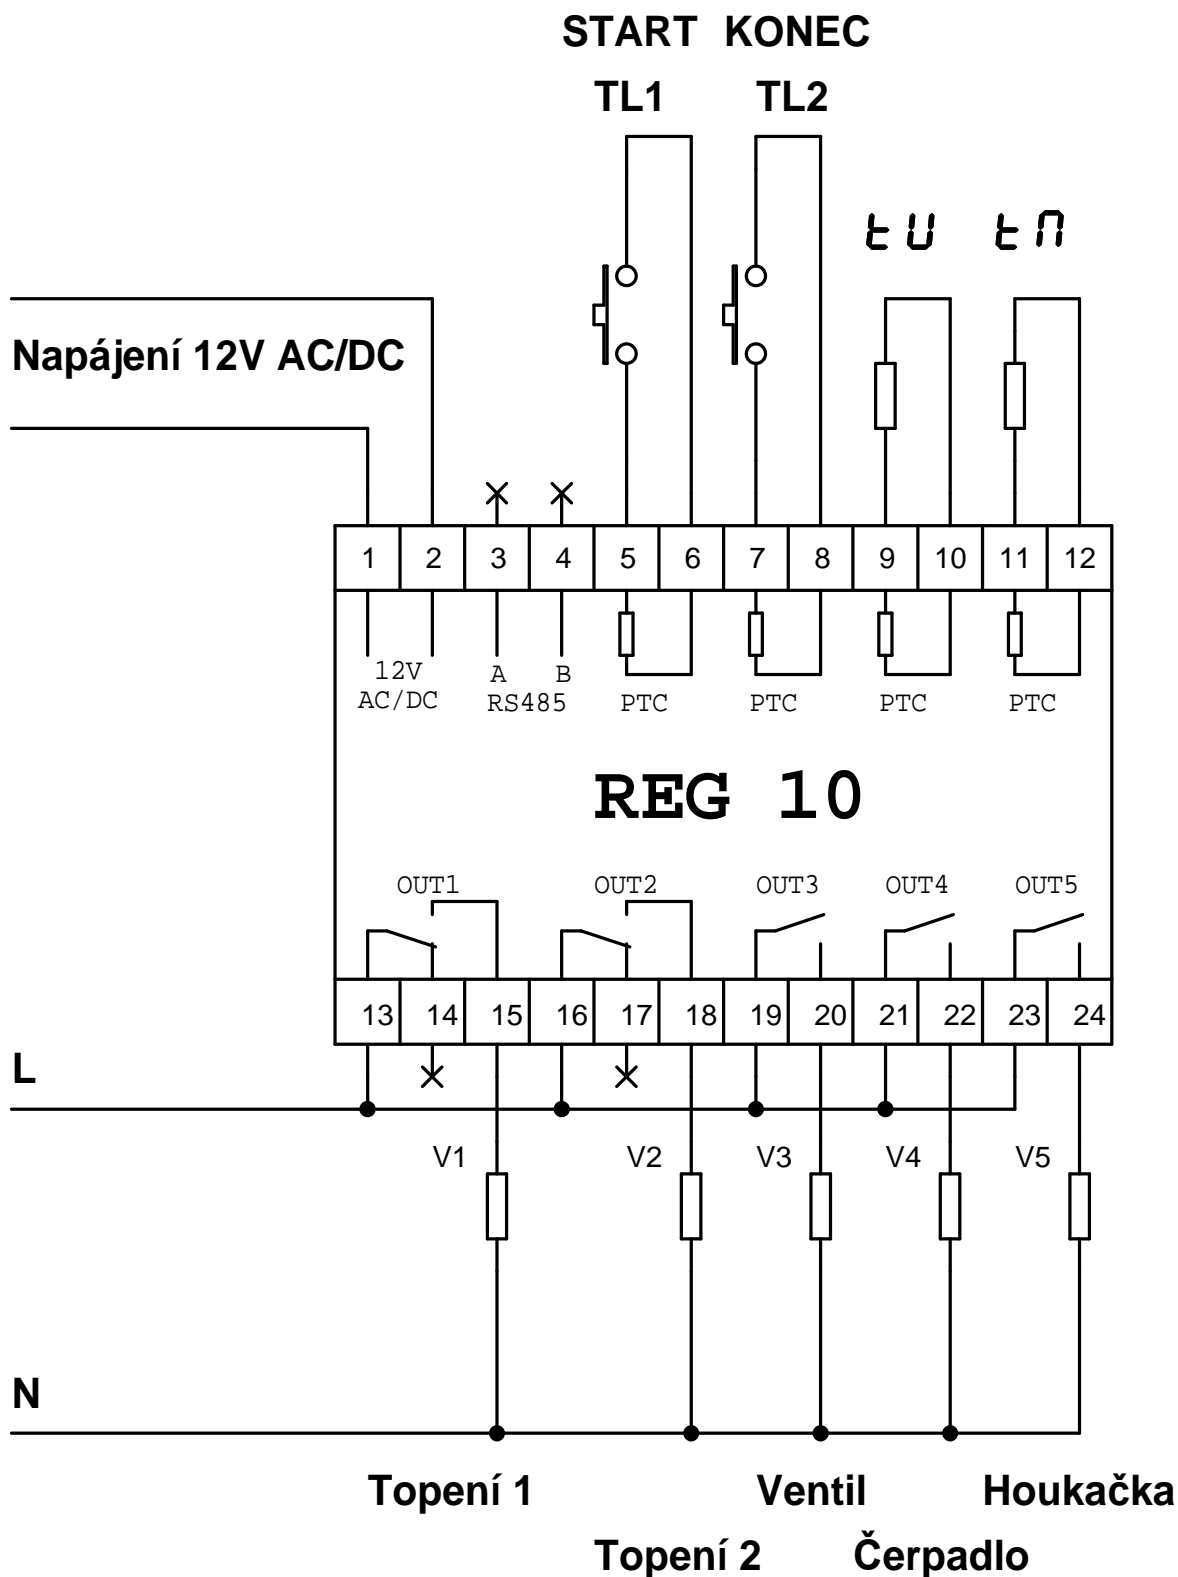 START KONEC
TL1 TL2
tU tΠ
Napájení 12V AC/DC
1 2 3 4 5 6 7 8 9 10 11 12
12V A B
AC/DC RS485 PTC PTC PTC PTC
REG 10
OUT1 OUT2 OUT3 OUT4 OUT5
13 14 15 16 17 18 19 20 21 22 23 24
L
V1 V2 V3 V4 V5
N
Topení 1 Ventil Houkačka
Topení 2 Čerpadlo